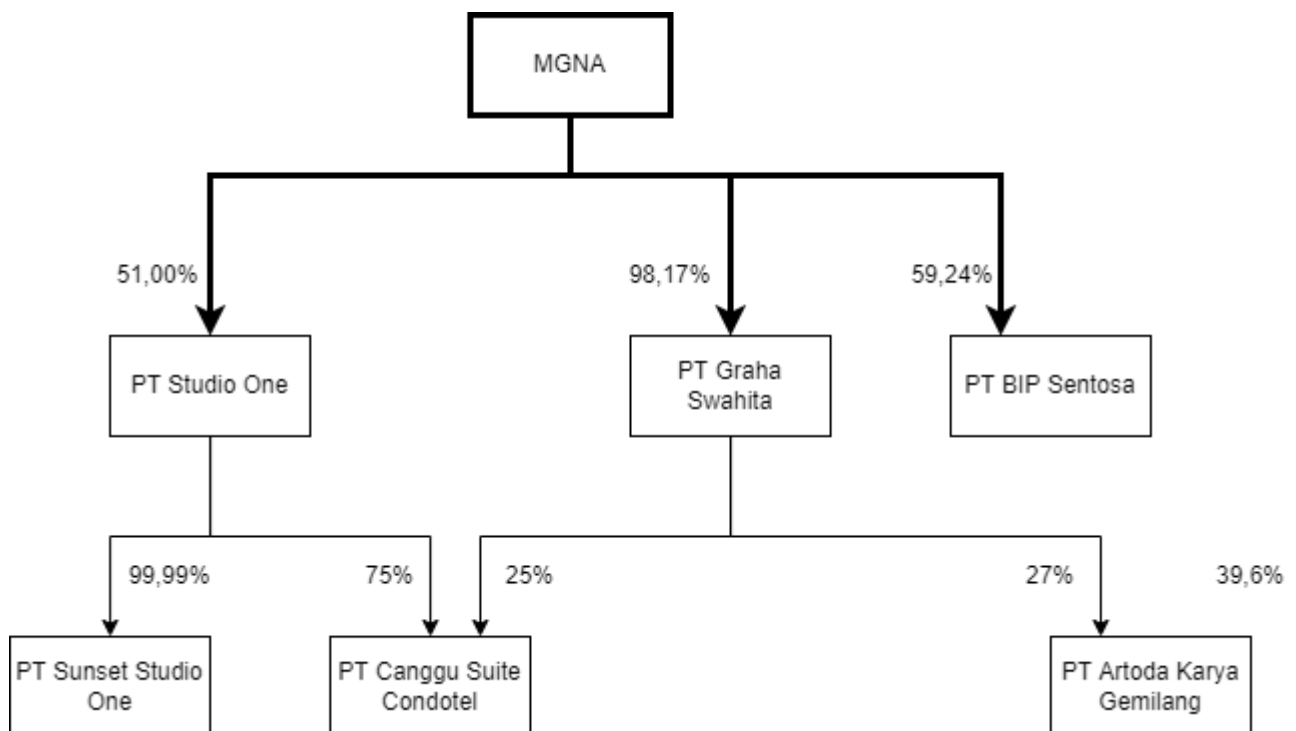 MGNA
51,00%
98,17%
59,24%
PT Studio One
PT Graha
Swahita
PT BIP Sentosa
99,99%
75%
25%
27%
39,6%
PT Sunset Studio
One
PT Canggu Suite
Condotel
PT Artoda Karya
Gemilang